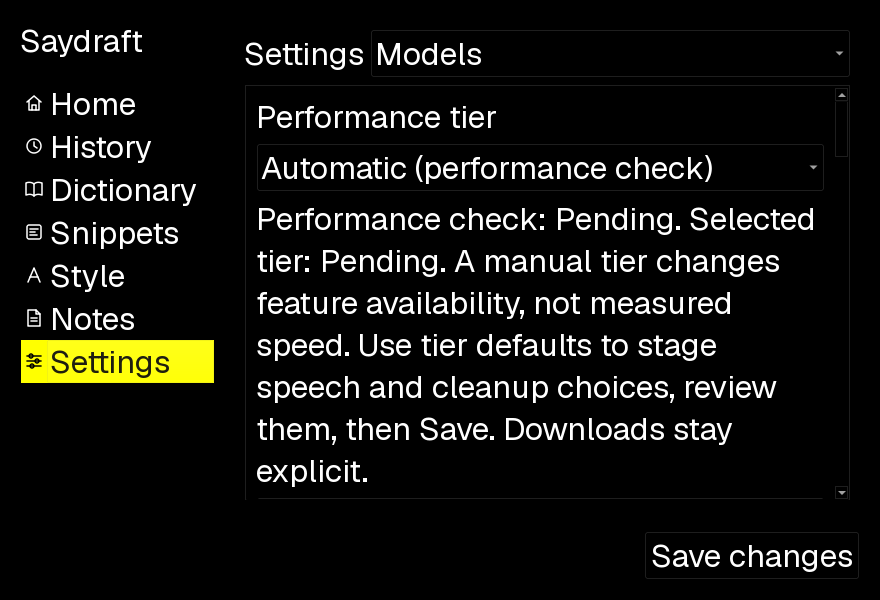 Saydraft
Home
History
Dictionary
Snippets
Style
Notes
Settings
Settings Models
Performance tier
Automatic (performance check)
Performance check: Pending. Selected
tier: Pending. A manual tier changes
feature availability, not measured
speed. Use tier defaults to stage
speech and cleanup choices, review
them, then Save. Downloads stay
explicit.
Save changes